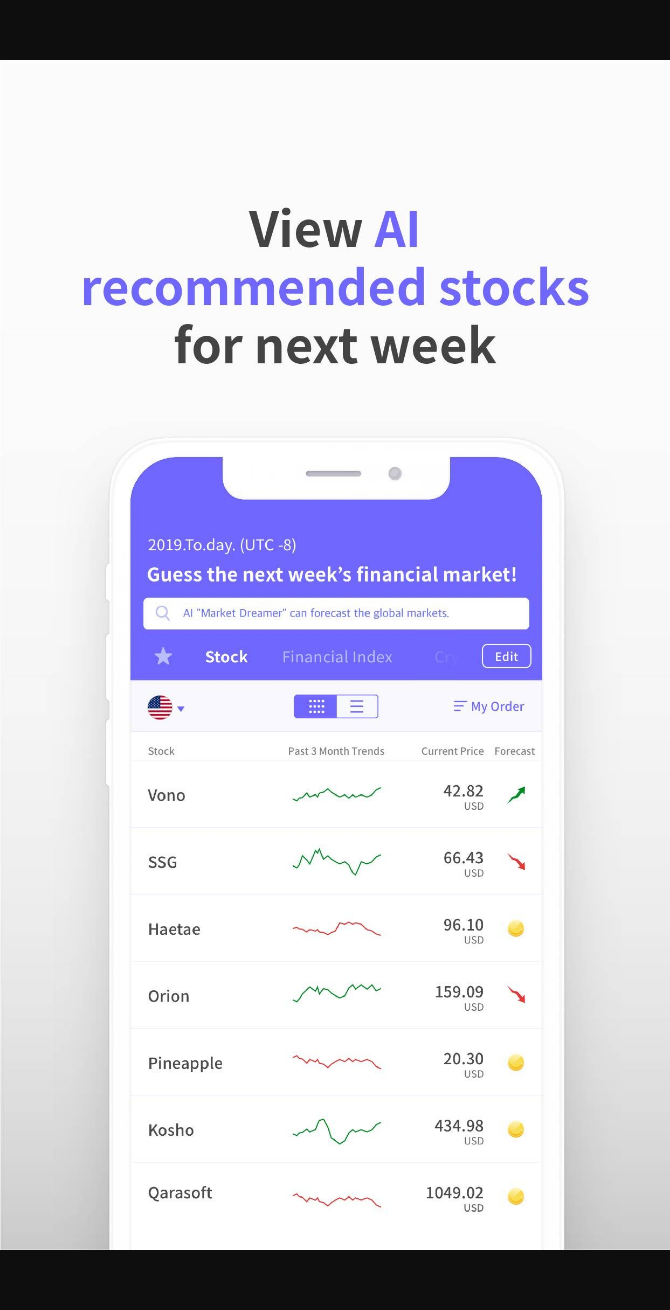 View AI
recommended stocks
for next week
2019.To.day. (UTC -8)
Guess the next week's financial market!
AI "Market Dreamer" can forecast the global markets.
Stock Financial Index Edit
My Order
Stock Past 3 Month Trends Current Price Forecast
Vono 42.82
USD
SSG 66.43
USD
Haetae 96.10
USD
Orion 159.09
USD
Pineapple 20.30
USD
Kosho 434.98
USD
Qarasoft 1049.02
USD